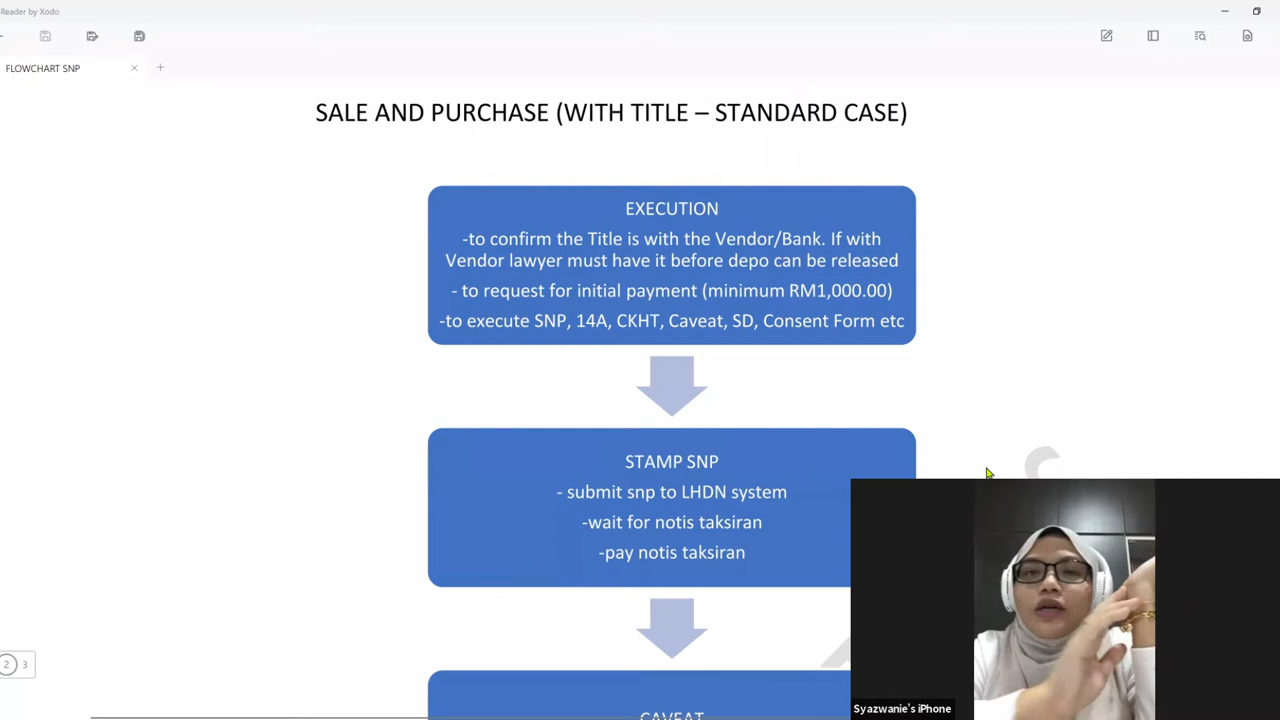 Reader by Xodo
FLOWCHART SNP
SALE AND PURCHASE (WITH TITLE – STANDARD CASE)
EXECUTION
-to confirm the Title is with the Vendor/Bank. If with
Vendor lawyer must have it before depo can be released
- to request for initial payment (minimum RM1,000.00)
-to execute SNP, 14A, CKHT, Caveat, SD, Consent Form etc
STAMP SNP
- submit snp to LHDN system
-wait for notis taksiran
-pay notis taksiran
2 3
CAVEAT
Syazwanie's iPhone